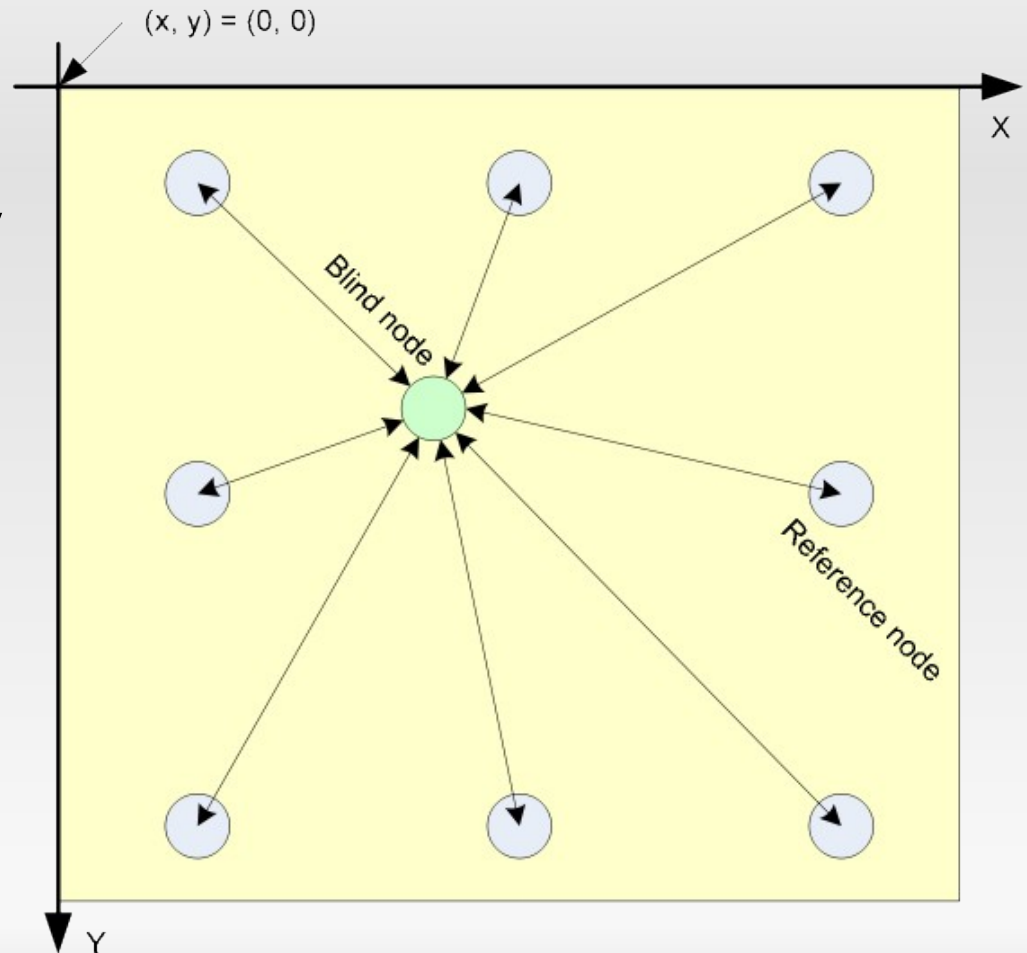 (x, y) = (0, 0)
X
Blind node
Reference node
Y